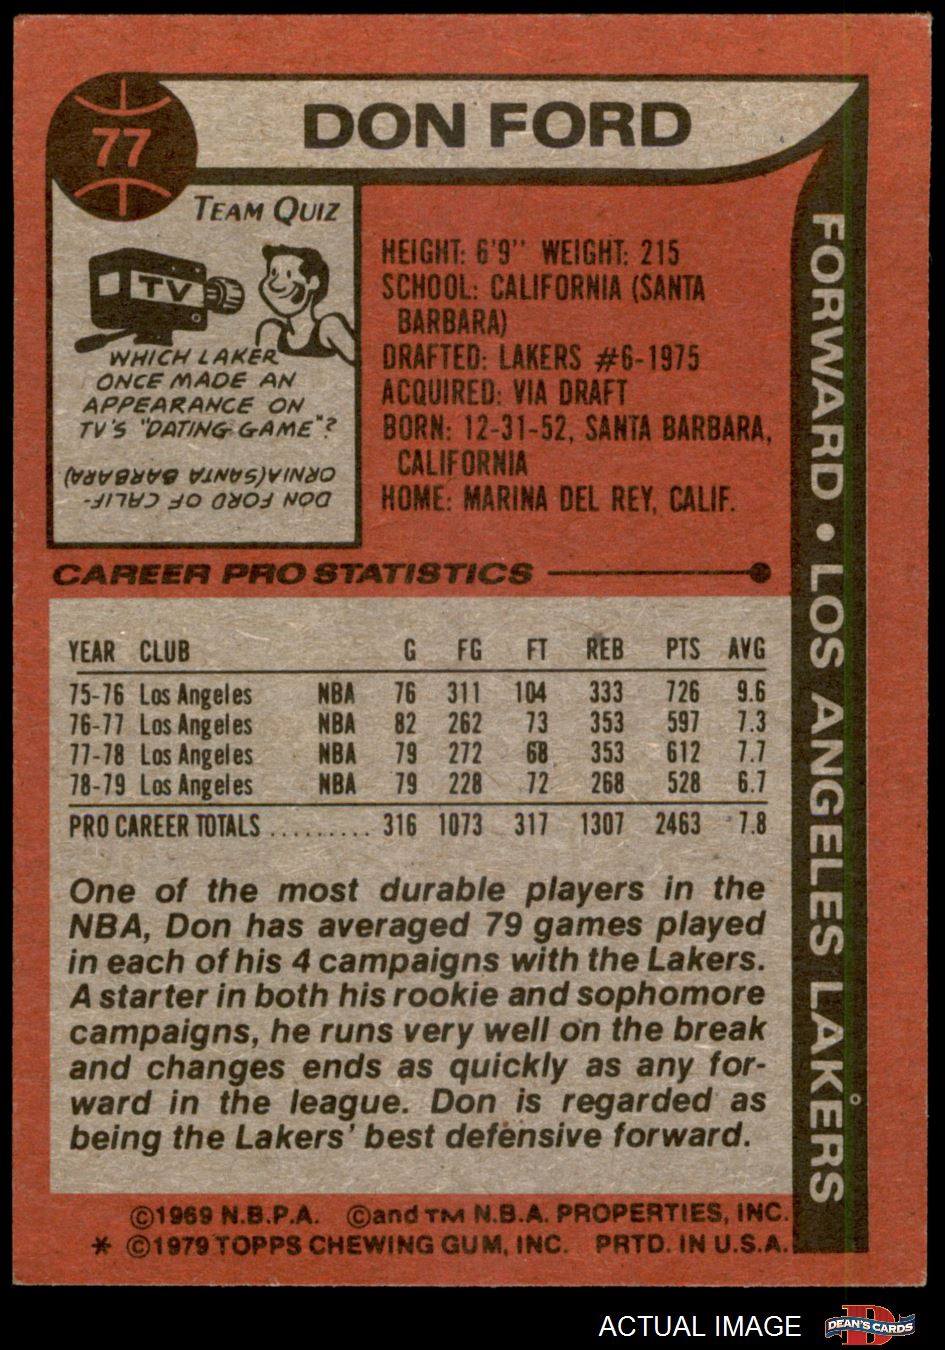 77
DON FORD
TEAM QUIZ
TV
WHICH LAKER
ONCE MADE AN
APPEARANCE ON
TV'S "DATING GAME"?
DON FORD OF CALIF-
ORNIA (SANTA BARBARA)
HEIGHT: 6'9" WEIGHT: 215
SCHOOL: CALIFORNIA (SANTA
BARBARA)
DRAFTED: LAKERS #6-1975
ACQUIRED: VIA DRAFT
BORN: 12-31-52, SANTA BARBARA,
CALIFORNIA
HOME: MARINA DEL REY, CALIF.
FORWARD • LOS ANGELES LAKERS
CAREER PRO STATISTICS
YEAR CLUB G FG FT REB PTS AVG
75-76 Los Angeles NBA 76 311 104 333 726 9.6
76-77 Los Angeles NBA 82 262 73 353 597 7.3
77-78 Los Angeles NBA 79 272 68 353 612 7.7
78-79 Los Angeles NBA 79 228 72 268 528 6.7
PRO CAREER TOTALS ......... 316 1073 317 1307 2463 7.8
One of the most durable players in the
NBA, Don has averaged 79 games played
in each of his 4 campaigns with the Lakers.
A starter in both his rookie and sophomore
campaigns, he runs very well on the break
and changes ends as quickly as any for-
ward in the league. Don is regarded as
being the Lakers' best defensive forward.
©1969 N.B.P.A. ©and TM N.B.A. PROPERTIES, INC.
* ©1979 TOPPS CHEWING GUM, INC. PRTD. IN U.S.A.
ACTUAL IMAGE
D
DEAN'S CARDS